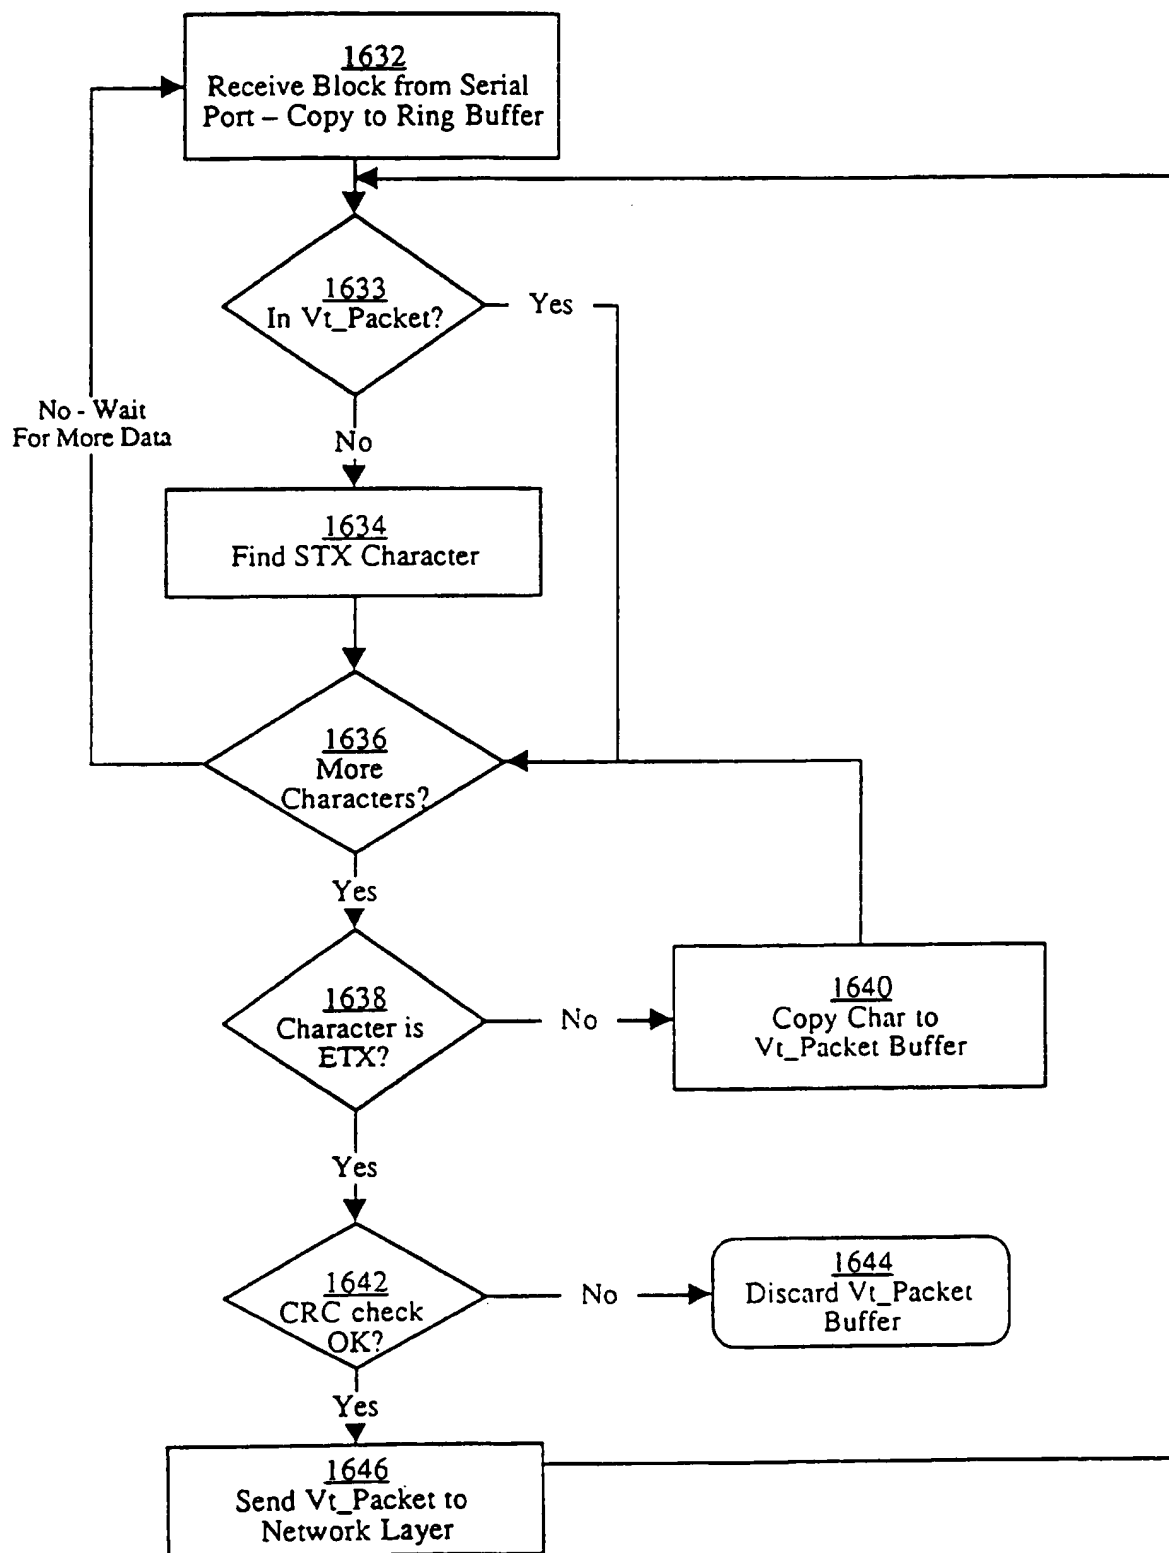 1632
Receive Block from Serial
Port – Copy to Ring Buffer
1633
In Vt_Packet?
Yes
No - Wait
For More Data
No
1634
Find STX Character
1636
More
Characters?
Yes
1638
Character is
ETX?
No
1640
Copy Char to
Vt_Packet Buffer
Yes
1642
CRC check
OK?
No
1644
Discard Vt_Packet
Buffer
Yes
1646
Send Vt_Packet to
Network Layer